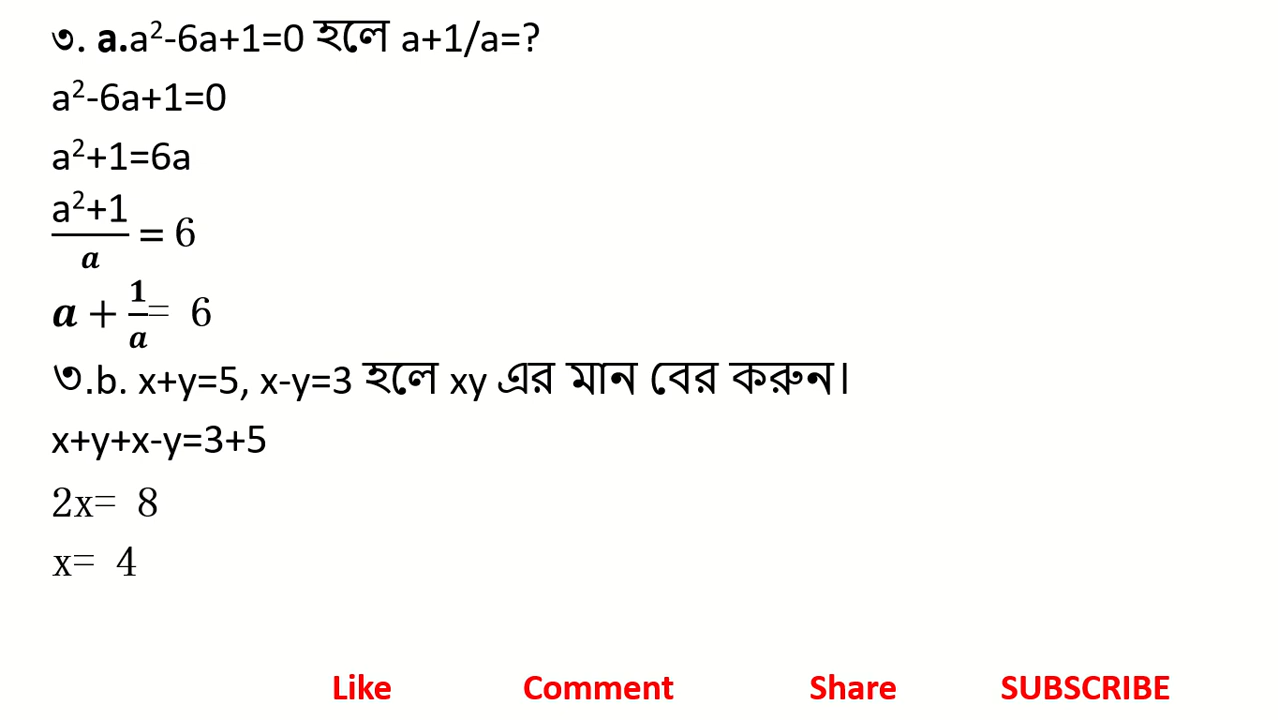 ৩. a.a²-6a+1=0 হলে a+1/a=?
a²-6a+1=0
a²+1=6a
a²+1/a = 6
a + 1/a= 6
৩.b. x+y=5, x-y=3 হলে xy এর মান বের করুন।
x+y+x-y=3+5
2x= 8
x= 4
Like Comment Share SUBSCRIBE